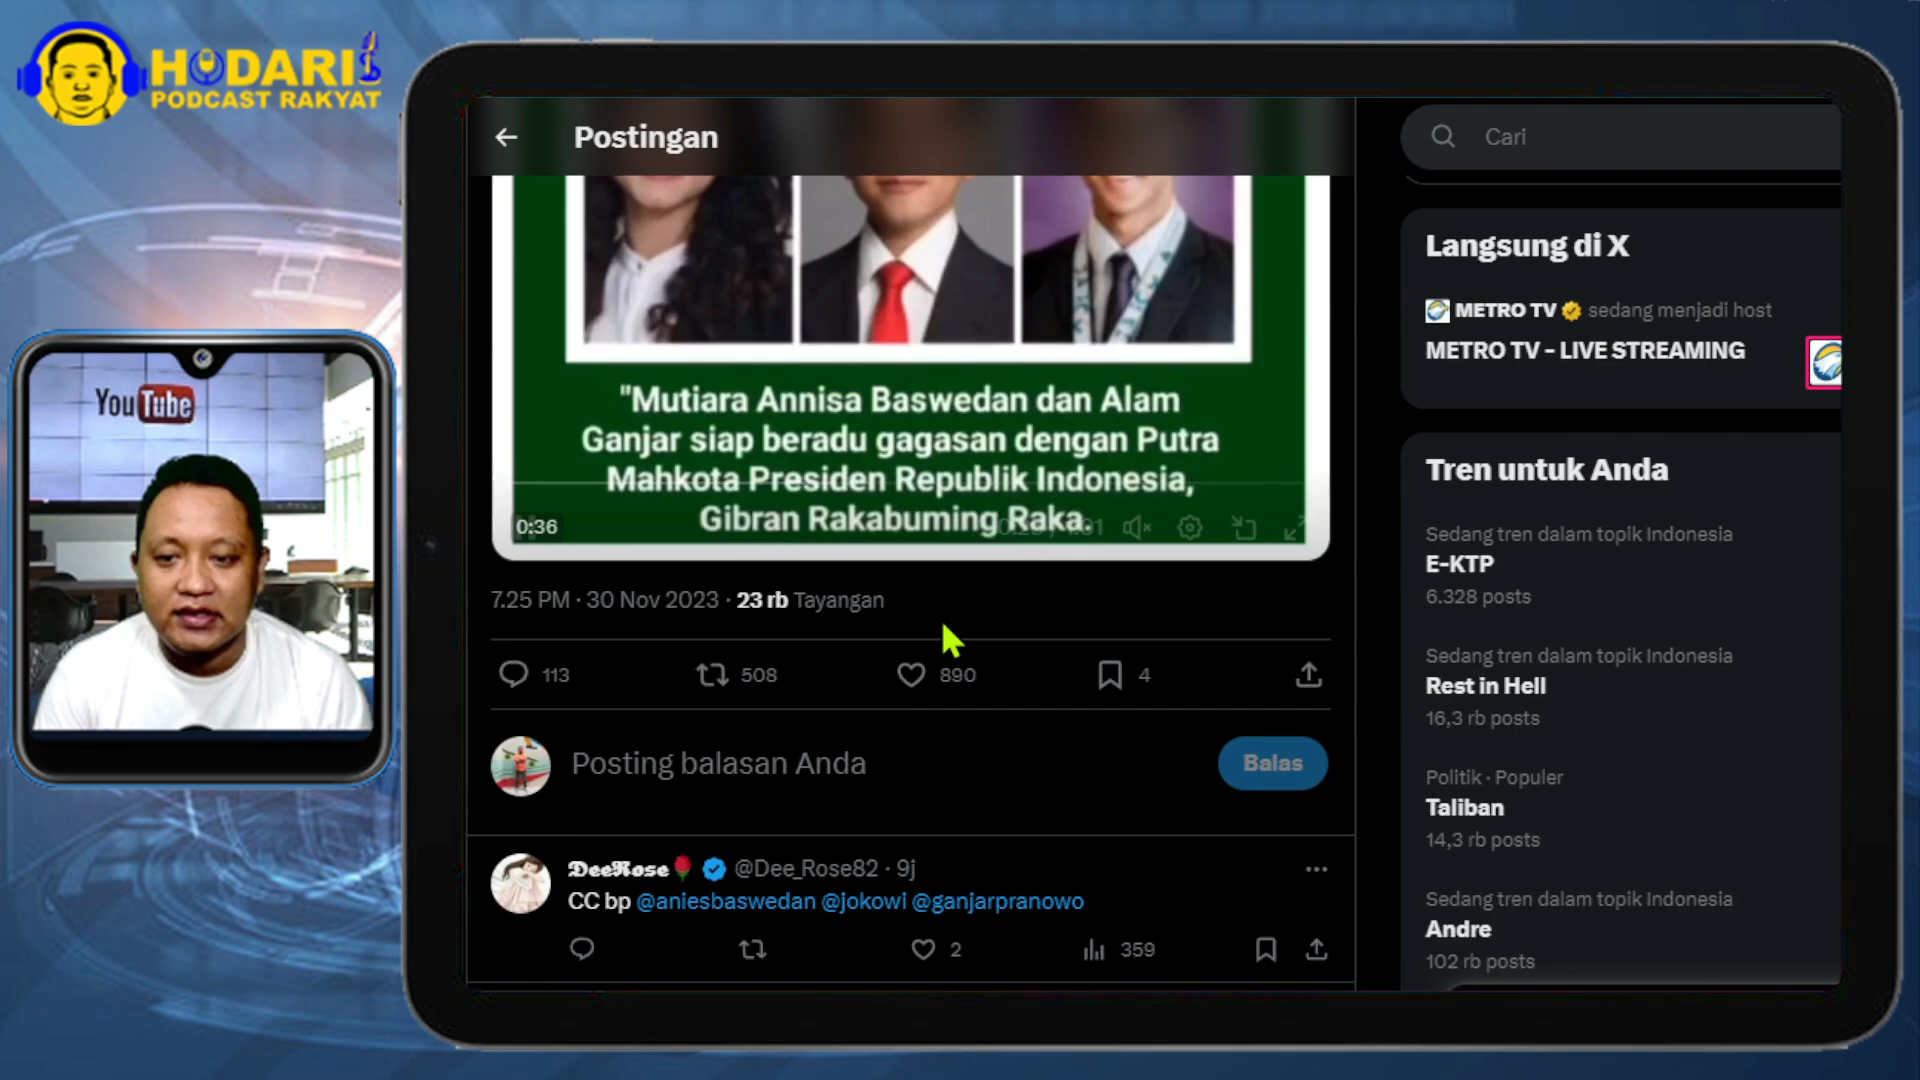 HODARI
PODCAST RAKYAT
YouTube
Postingan
"Mutiara Annisa Baswedan dan Alam
Ganjar siap beradu gagasan dengan Putra
Mahkota Presiden Republik Indonesia,
Gibran Rakabuming Raka.
0:36
7.25 PM · 30 Nov 2023 · 23 rb Tayangan
113
508
890
4
Posting balasan Anda
Balas
DeeRose @Dee_Rose82 · 9j
CC bp @aniesbaswedan @jokowi @ganjarpranowo
2
359
Cari
Langsung di X
METRO TV sedang menjadi host
METRO TV - LIVE STREAMING
Tren untuk Anda
Sedang tren dalam topik Indonesia
E-KTP
6.328 posts
Sedang tren dalam topik Indonesia
Rest in Hell
16,3 rb posts
Politik · Populer
Taliban
14,3 rb posts
Sedang tren dalam topik Indonesia
Andre
102 rb posts